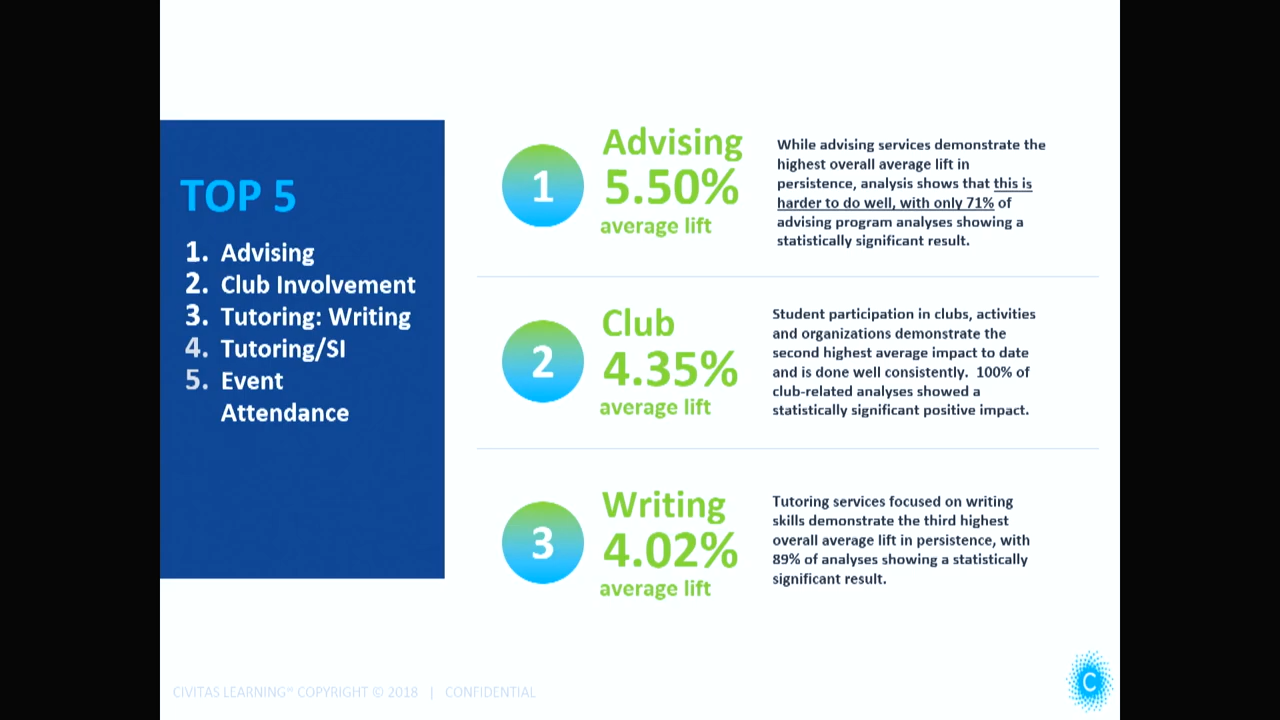 TOP 5
1. Advising
2. Club Involvement
3. Tutoring: Writing
4. Tutoring/SI
5. Event
Attendance
1
Advising
5.50%
average lift
While advising services demonstrate the
highest overall average lift in
persistence, analysis shows that this is
harder to do well, with only 71% of
advising program analyses showing a
statistically significant result.
2
Club
4.35%
average lift
Student participation in clubs, activities
and organizations demonstrate the
second highest average impact to date
and is done well consistently.  100% of
club-related analyses showed a
statistically significant positive impact.
3
Writing
4.02%
average lift
Tutoring services focused on writing
skills demonstrate the third highest
overall average lift in persistence, with
89% of analyses showing a statistically
significant result.
CIVITAS LEARNING® COPYRIGHT © 2018 | CONFIDENTIAL
C